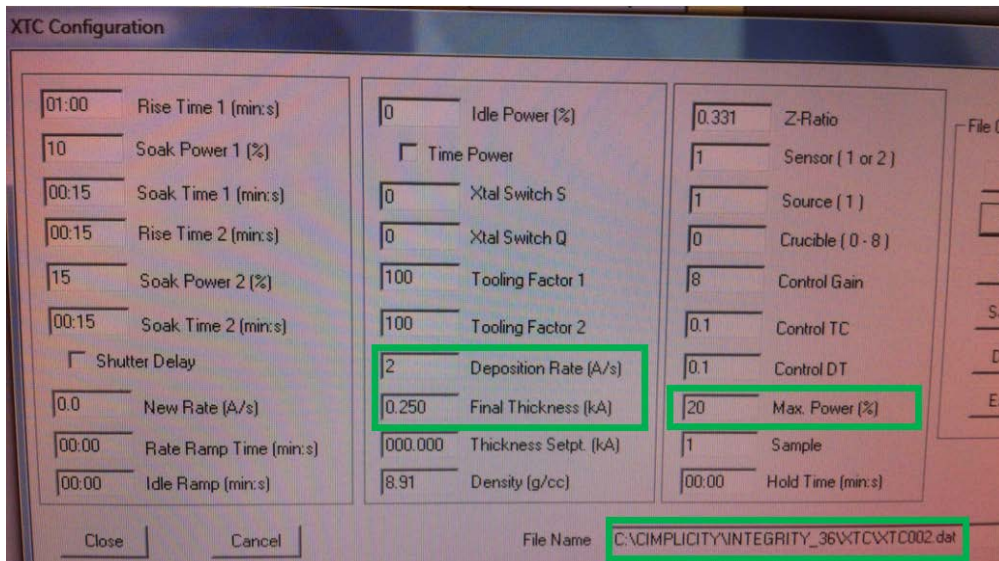 XTC Configuration
01:00 Rise Time 1 (min:s)
10 Soak Power 1 (%)
00:15 Soak Time 1 (min:s)
00:15 Rise Time 2 (min:s)
15 Soak Power 2 (%)
00:15 Soak Time 2 (min:s)
Shutter Delay
0.0 New Rate (A/s)
00:00 Rate Ramp Time (min:s)
00:00 Idle Ramp (min:s)
0 Idle Power (%)
Time Power
0 Xtal Switch S
0 Xtal Switch Q
100 Tooling Factor 1
100 Tooling Factor 2
2 Deposition Rate (A/s)
0.250 Final Thickness (kA)
000.000 Thickness Setpt. (kA)
8.91 Density (g/cc)
0.331 Z-Ratio
1 Sensor ( 1 or 2 )
1 Source ( 1 )
0 Crucible ( 0 - 8 )
8 Control Gain
0.1 Control TC
0.1 Control DT
20 Max. Power (%)
1 Sample
00:00 Hold Time (min:s)
File
Close Cancel File Name C:\CIMPLICITY\INTEGRITY_36\XTC\XTC002.dat